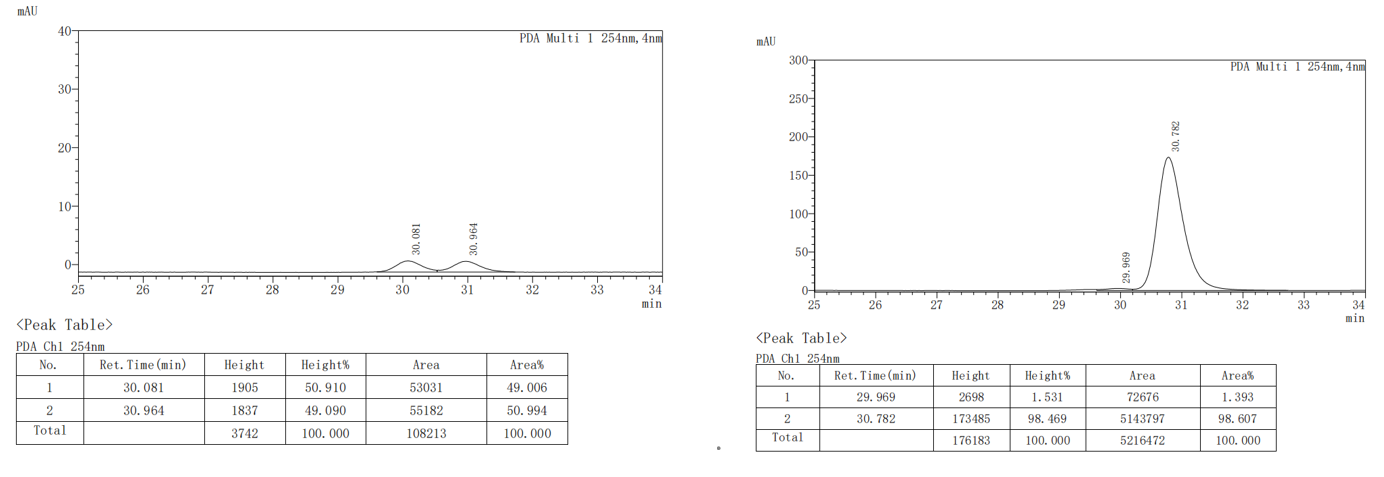 mAU
40
PDA Multi 1 254nm,4nm
30
20
10
0
30.081
30.964
25 26 27 28 29 30 31 32 33 34
min
<Peak Table>
PDA Ch1 254nm
No. Ret.Time(min) Height Height% Area Area%
1 30.081 1905 50.910 53031 49.006
2 30.964 1837 49.090 55182 50.994
Total 3742 100.000 108213 100.000
mAU
300
PDA Multi 1 254nm,4nm
250
200
150
100
50
0
29.969
30.782
25 26 27 28 29 30 31 32 33 34
min
<Peak Table>
PDA Ch1 254nm
No. Ret.Time(min) Height Height% Area Area%
1 29.969 2698 1.531 72676 1.393
2 30.782 173485 98.469 5143797 98.607
Total 176183 100.000 5216472 100.000